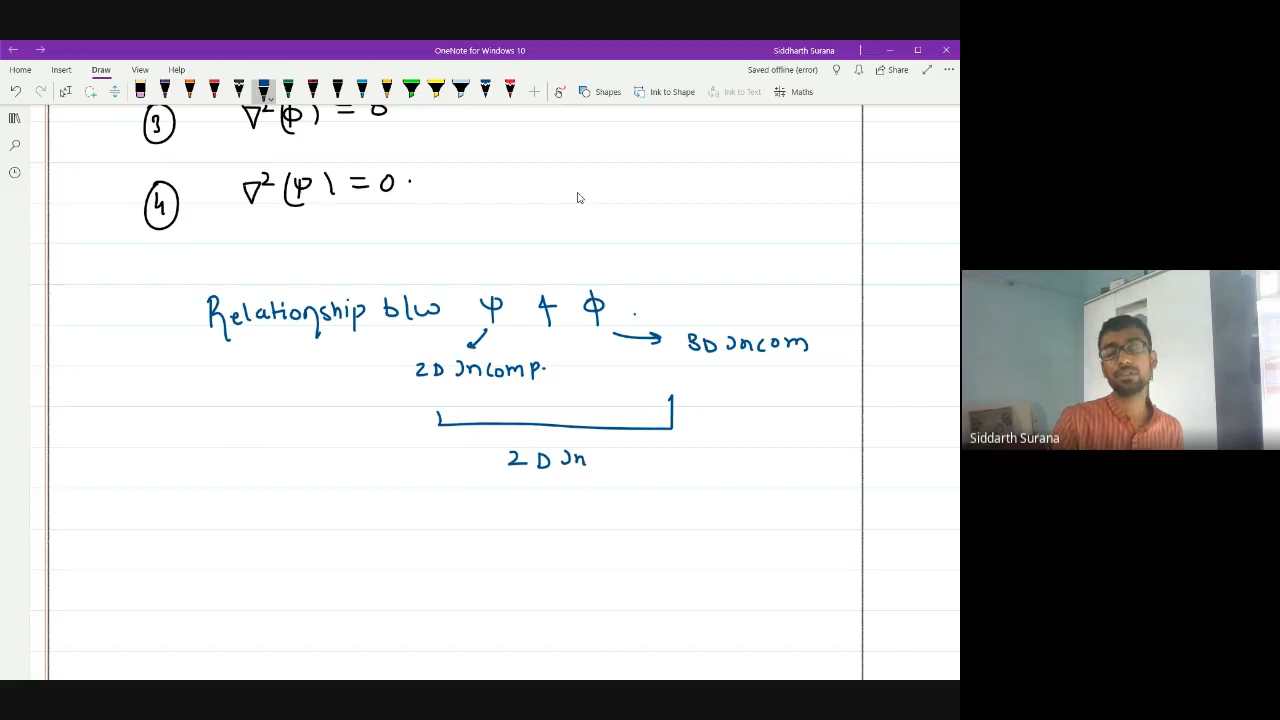 OneNote for Windows 10
Siddharth Surana
Home Insert Draw View Help
Saved offline (error)
Share
Shapes
Ink to Shape
Ink to Text
Maths
3 ∇²(φ) = 0
4 ∇²(ψ) = 0.
Relationship b/w ψ & φ.
2D Incomp.
3D Incom
2D In
Siddarth Surana